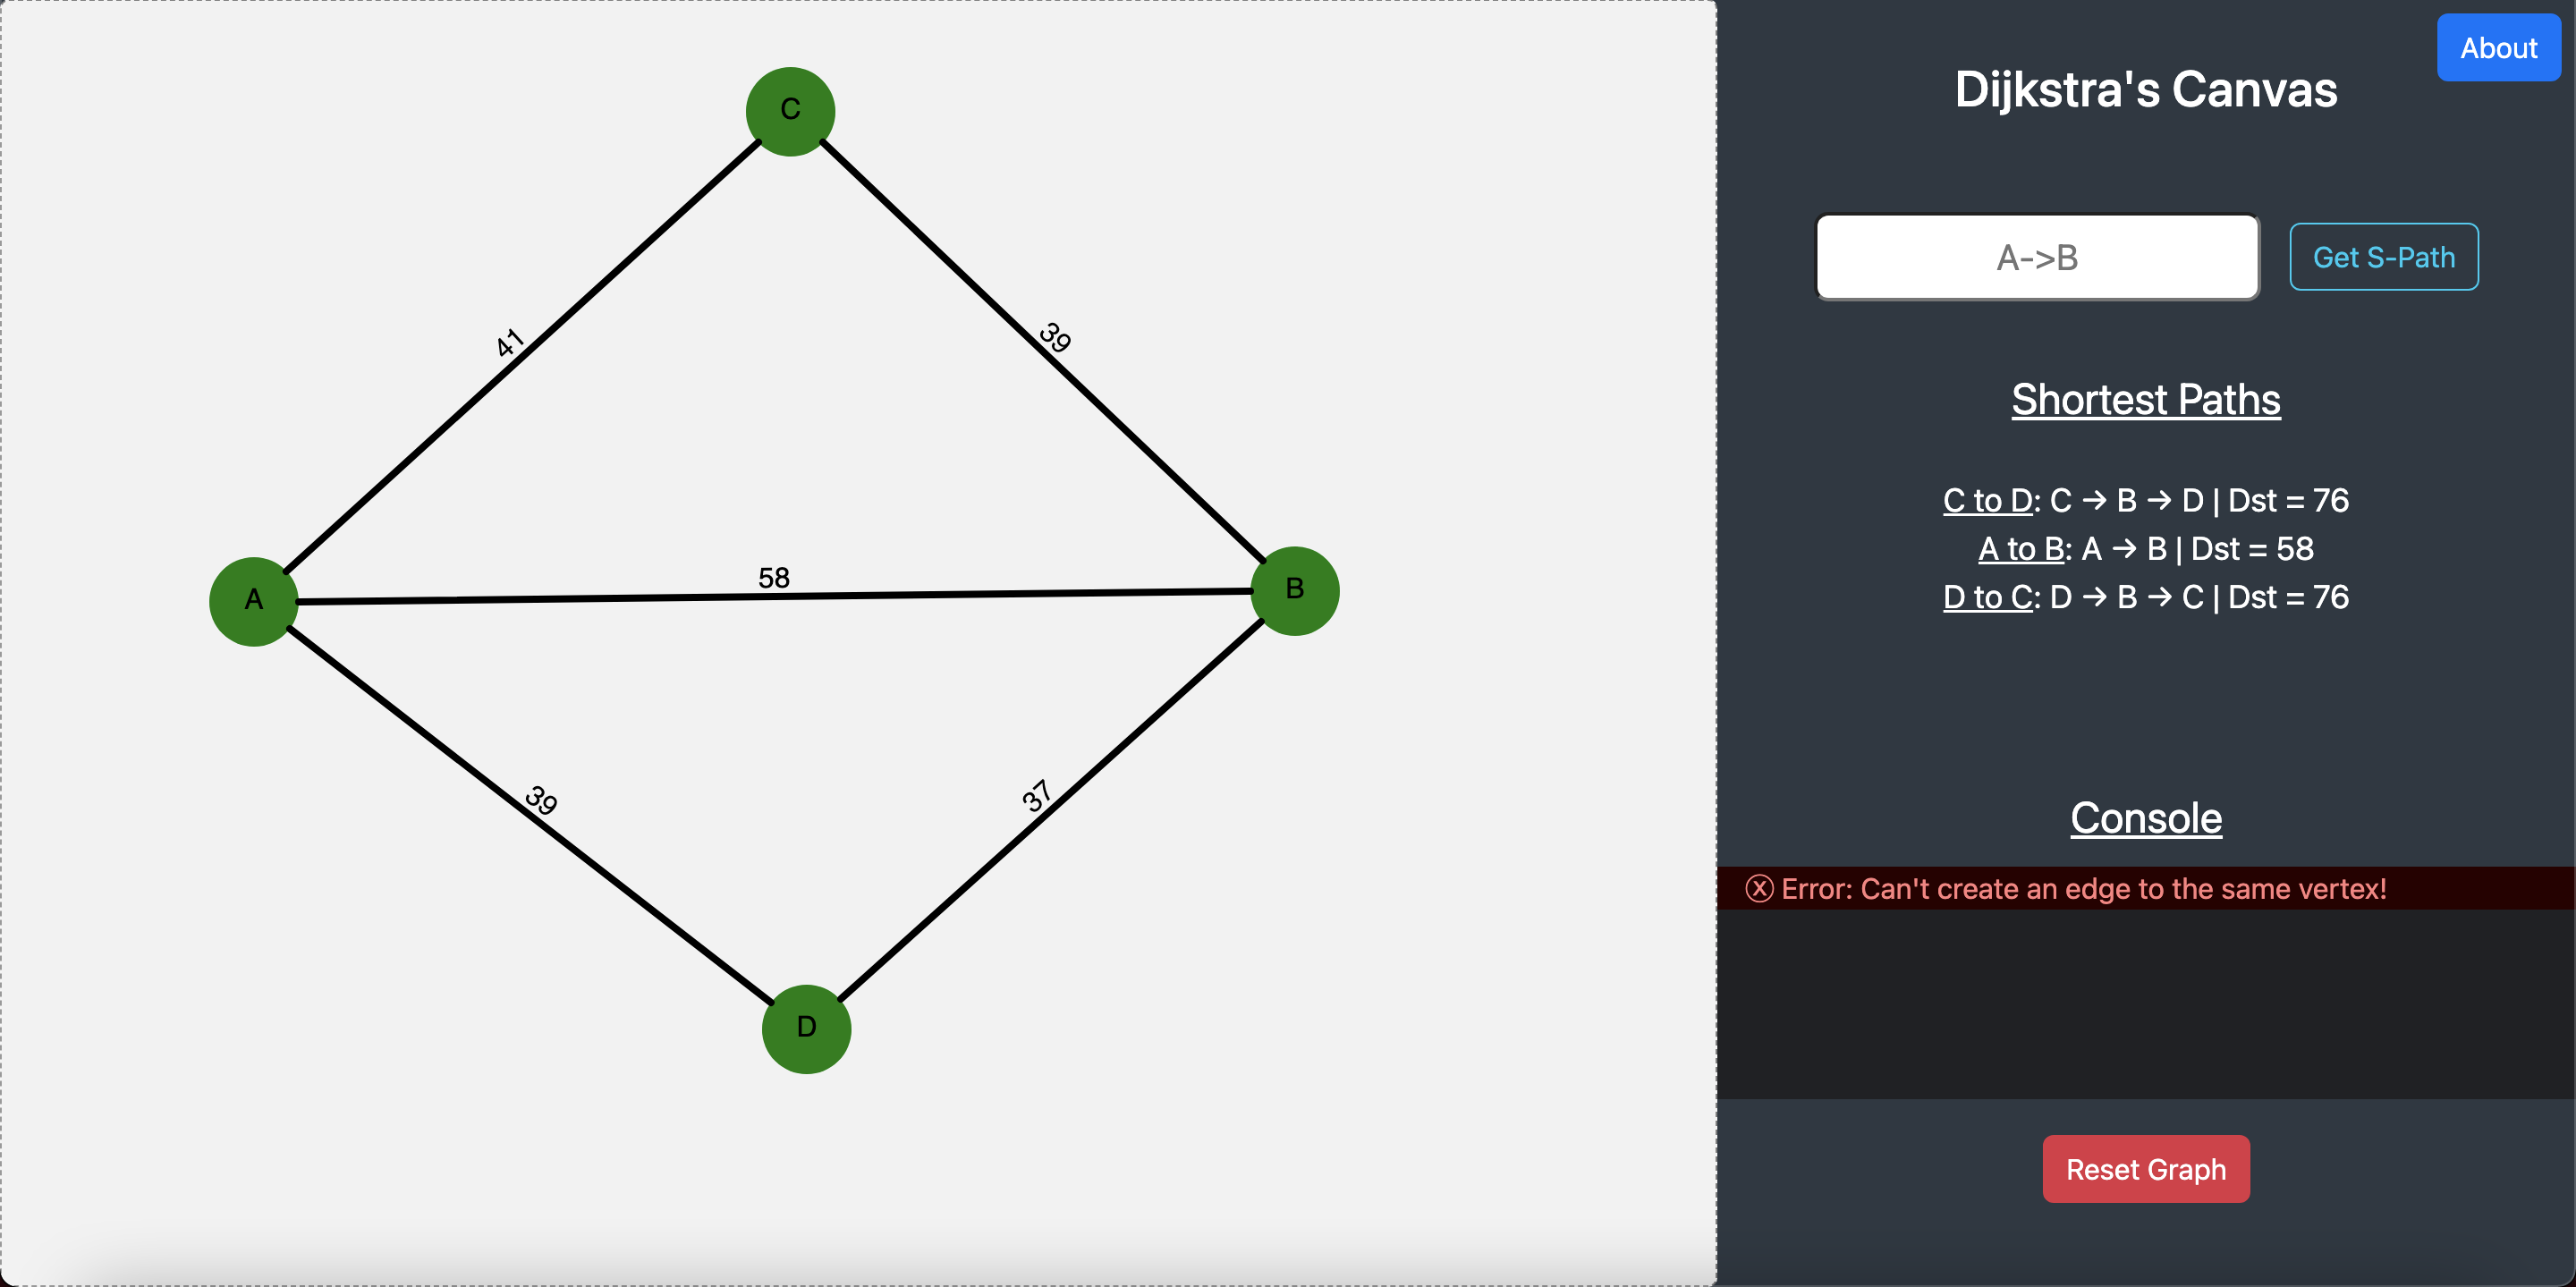 C
41
39
A
58
B
39
37
D
About
Dijkstra's Canvas
A->B
Get S-Path
Shortest Paths
C to D: C → B → D | Dst = 76
A to B: A → B | Dst = 58
D to C: D → B → C | Dst = 76
Console
ⓧ Error: Can't create an edge to the same vertex!
Reset Graph